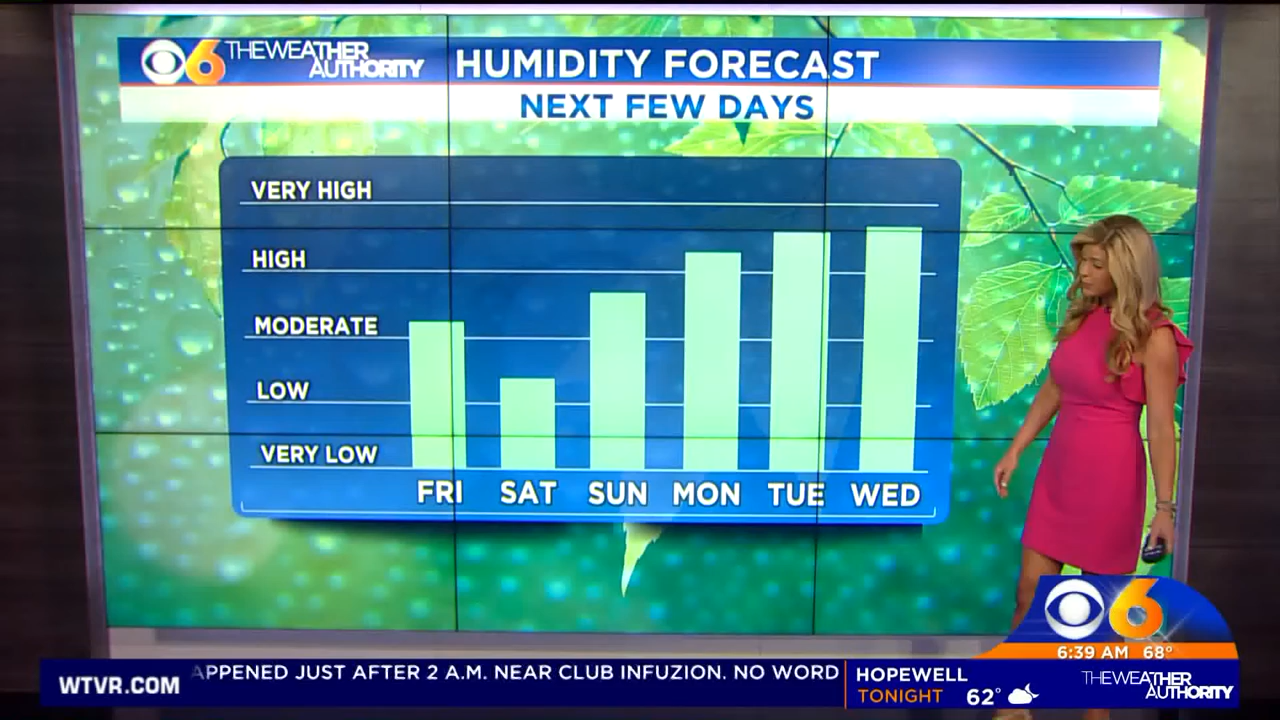 6 THE WEATHER
AUTHORITY
HUMIDITY FORECAST
NEXT FEW DAYS
VERY HIGH
HIGH
MODERATE
LOW
VERY LOW
FRI SAT SUN MON TUE WED
6
6:39 AM 68°
WTVR.COM
APPENED JUST AFTER 2 A.M. NEAR CLUB INFUZION. NO WORD
HOPEWELL
TONIGHT 62°
THE WEATHER
AUTHORITY